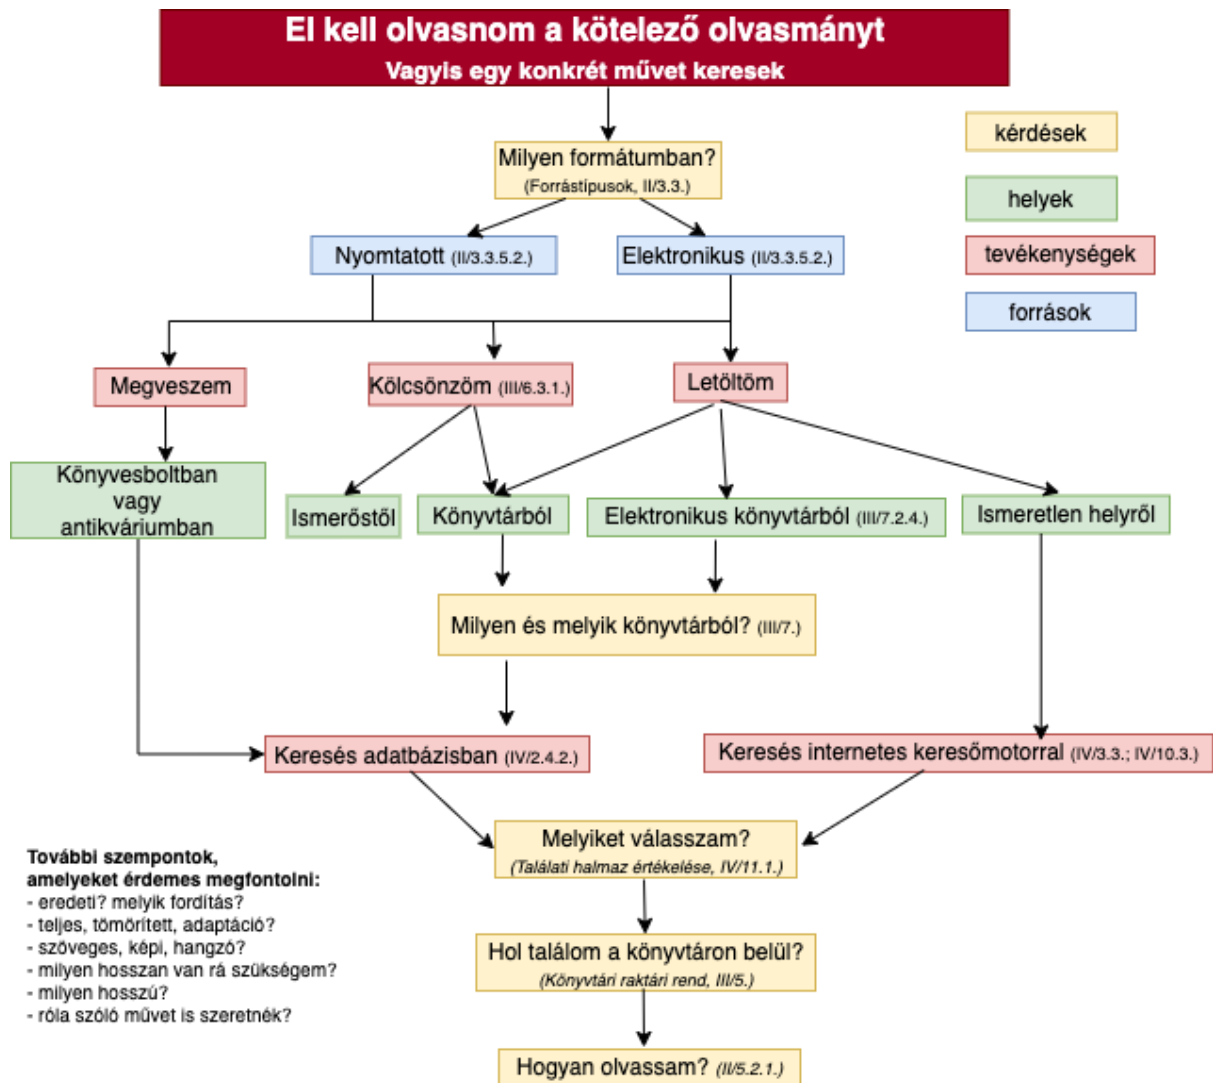 El kell olvasnom a kötelező olvasmányt
Vagyis egy konkrét művet keresek
kérdések
Milyen formátumban?
(Forrástípusok, II/3.3.)
helyek
Nyomtatott (II/3.3.5.2.)
Elektronikus (II/3.3.5.2.)
tevékenységek
források
Megveszem
Kölcsönzöm (III/6.3.1.)
Letöltöm
Könyvesboltban
vagy
antikváriumban
Ismerőstől
Könyvtárból
Elektronikus könyvtárból (III/7.2.4.)
Ismeretlen helyről
Milyen és melyik könyvtárból? (III/7.)
Keresés adatbázisban (IV/2.4.2.)
Keresés internetes keresőmotorral (IV/3.3.; IV/10.3.)
Melyiket válasszam?
(Találati halmaz értékelése, IV/11.1.)
További szempontok,
amelyeket érdemes megfontolni:
- eredeti? melyik fordítás?
- teljes, tömörített, adaptáció?
- szöveges, képi, hangzó?
- milyen hosszan van rá szükségem?
- milyen hosszú?
- róla szóló művet is szeretnék?
Hol találom a könyvtáron belül?
(Könyvtári raktári rend, III/5.)
Hogyan olvassam? (II/5.2.1.)